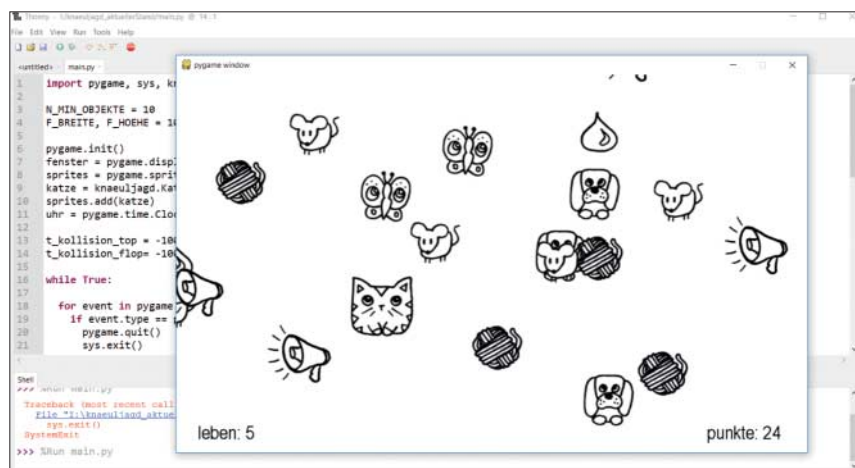 Thonny - I:\knaeuljagd_aktuellerStand\main.py @ 14 : 1
File Edit View Run Tools Help
<untitled> main.py
pygame window
1 import pygame, sys, kn
2
3 N_MIN_OBJEKTE = 10
4 F_BREITE, F_HOEHE = 10
5
6 pygame.init()
7 fenster = pygame.displ
8 sprites = pygame.sprit
9 katze = knaeuljagd.Kat
10 sprites.add(katze)
11 uhr = pygame.time.Cloc
12
13 t_kollision_top = -100
14 t_kollision_flop= -100
15
16 while True:
17
18 for event in pygame
19 if event.type ==
20 pygame.quit()
21 sys.exit()
Shell
>>> %Run main.py
Traceback (most recent call
File "I:\knaeuljagd_aktue
sys.exit()
SystemExit
>>> %Run main.py
leben: 5
punkte: 24